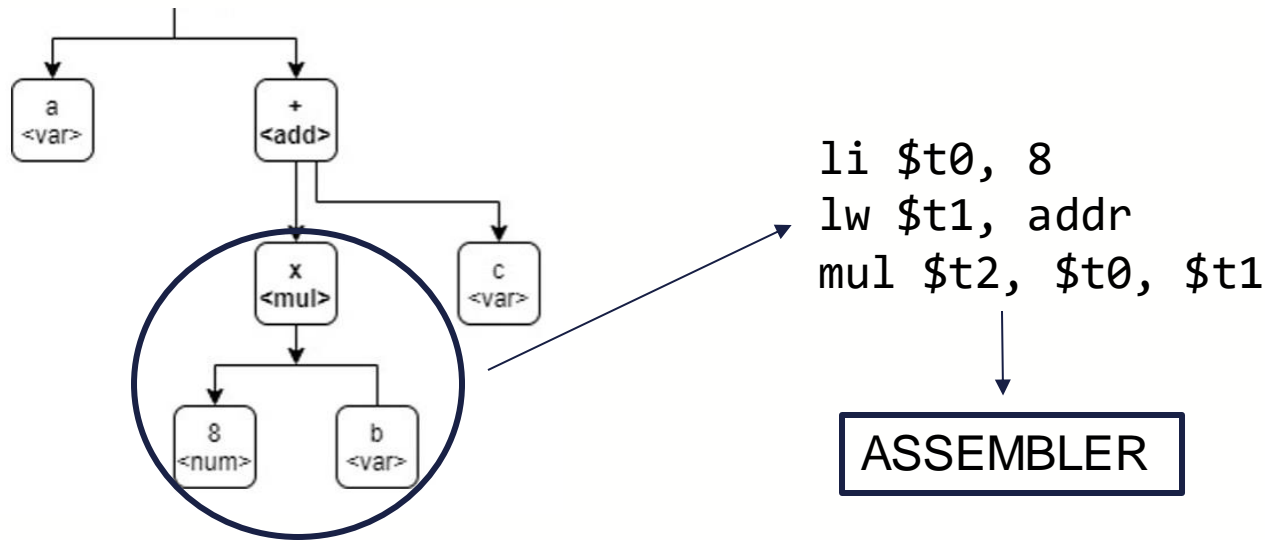 a
<var>
+
<add>
x
<mul>
c
<var>
8
<num>
b
<var>
li $t0, 8
lw $t1, addr
mul $t2, $t0, $t1
ASSEMBLER